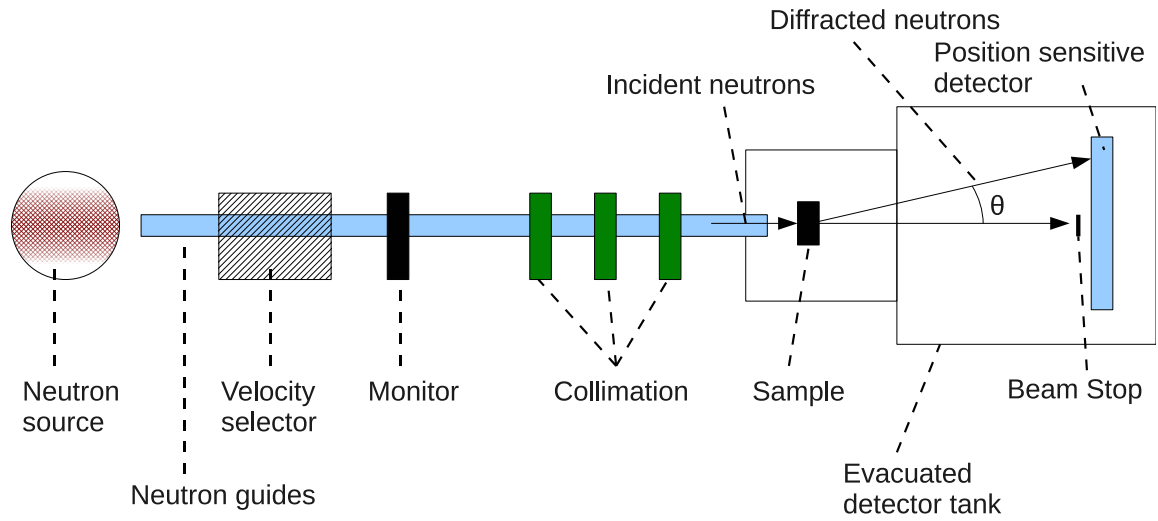 Diffracted neutrons
Position sensitive
detector
Incident neutrons
θ
Neutron
source
Velocity
selector
Monitor
Collimation
Sample
Beam Stop
Neutron guides
Evacuated
detector tank